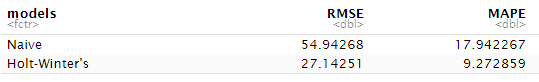 models RMSE MAPE
<fctr> <dbl> <dbl>
Naive 54.94268 17.942267
Holt-Winter's 27.14251 9.272859